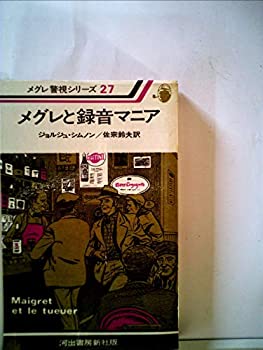 メグレ警視シリーズ 27
メグレと録音マニア
ジョルジュ・シムノン/佐宗鈴夫訳
Maigret
et le tueuer
河出書房新社版